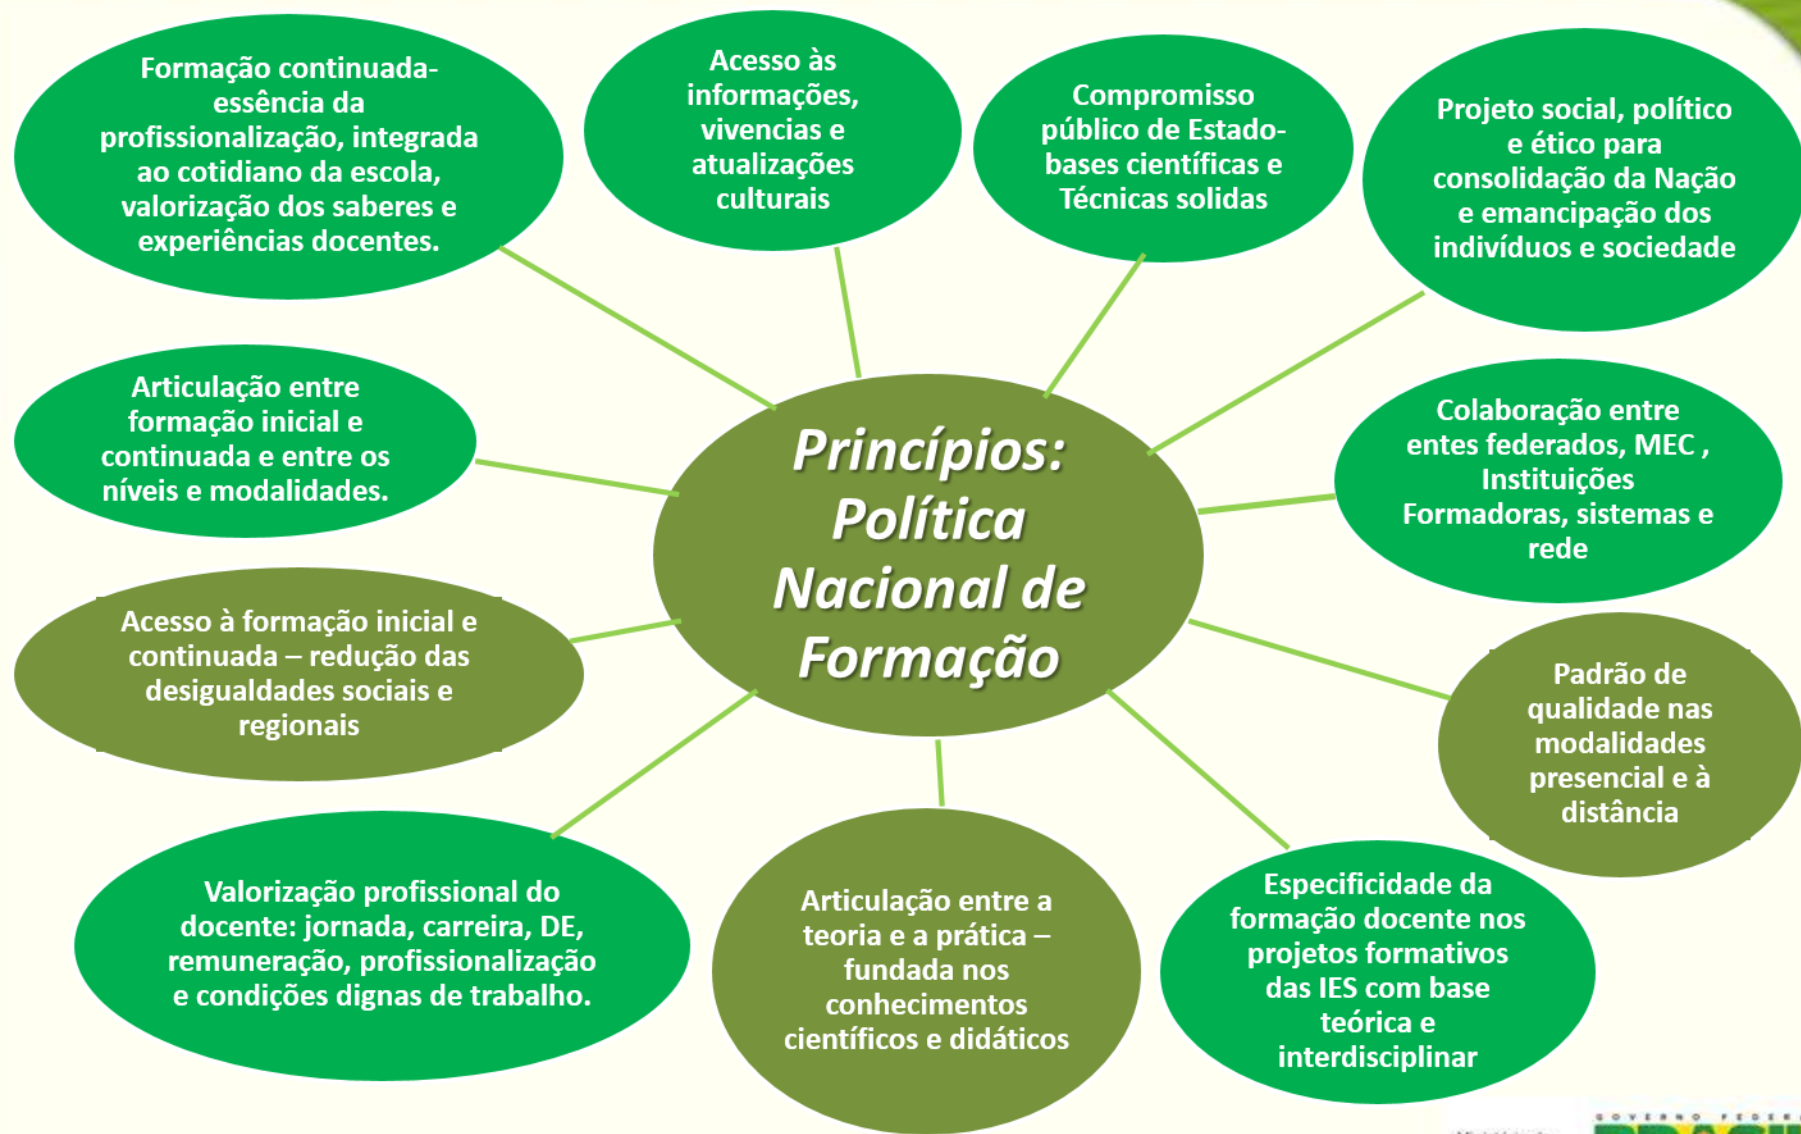 Formação continuada-
essência da
profissionalização, integrada
ao cotidiano da escola,
valorização dos saberes e
experiências docentes.
Acesso às
informações,
vivencias e
atualizações
culturais
Compromisso
público de Estado-
bases científicas e
Técnicas solidas
Projeto social, político
e ético para
consolidação da Nação
e emancipação dos
indivíduos e sociedade
Articulação entre
formação inicial e
continuada e entre os
níveis e modalidades.
Princípios:
Política
Nacional de
Formação
Colaboração entre
entes federados, MEC ,
Instituições
Formadoras, sistemas e
rede
Acesso à formação inicial e
continuada – redução das
desigualdades sociais e
regionais
Padrão de
qualidade nas
modalidades
presencial e à
distância
Valorização profissional do
docente: jornada, carreira, DE,
remuneração, profissionalização
e condições dignas de trabalho.
Articulação entre a
teoria e a prática –
fundada nos
conhecimentos
científicos e didáticos
Especificidade da
formação docente nos
projetos formativos
das IES com base
teórica e
interdisciplinar
GOVERNO